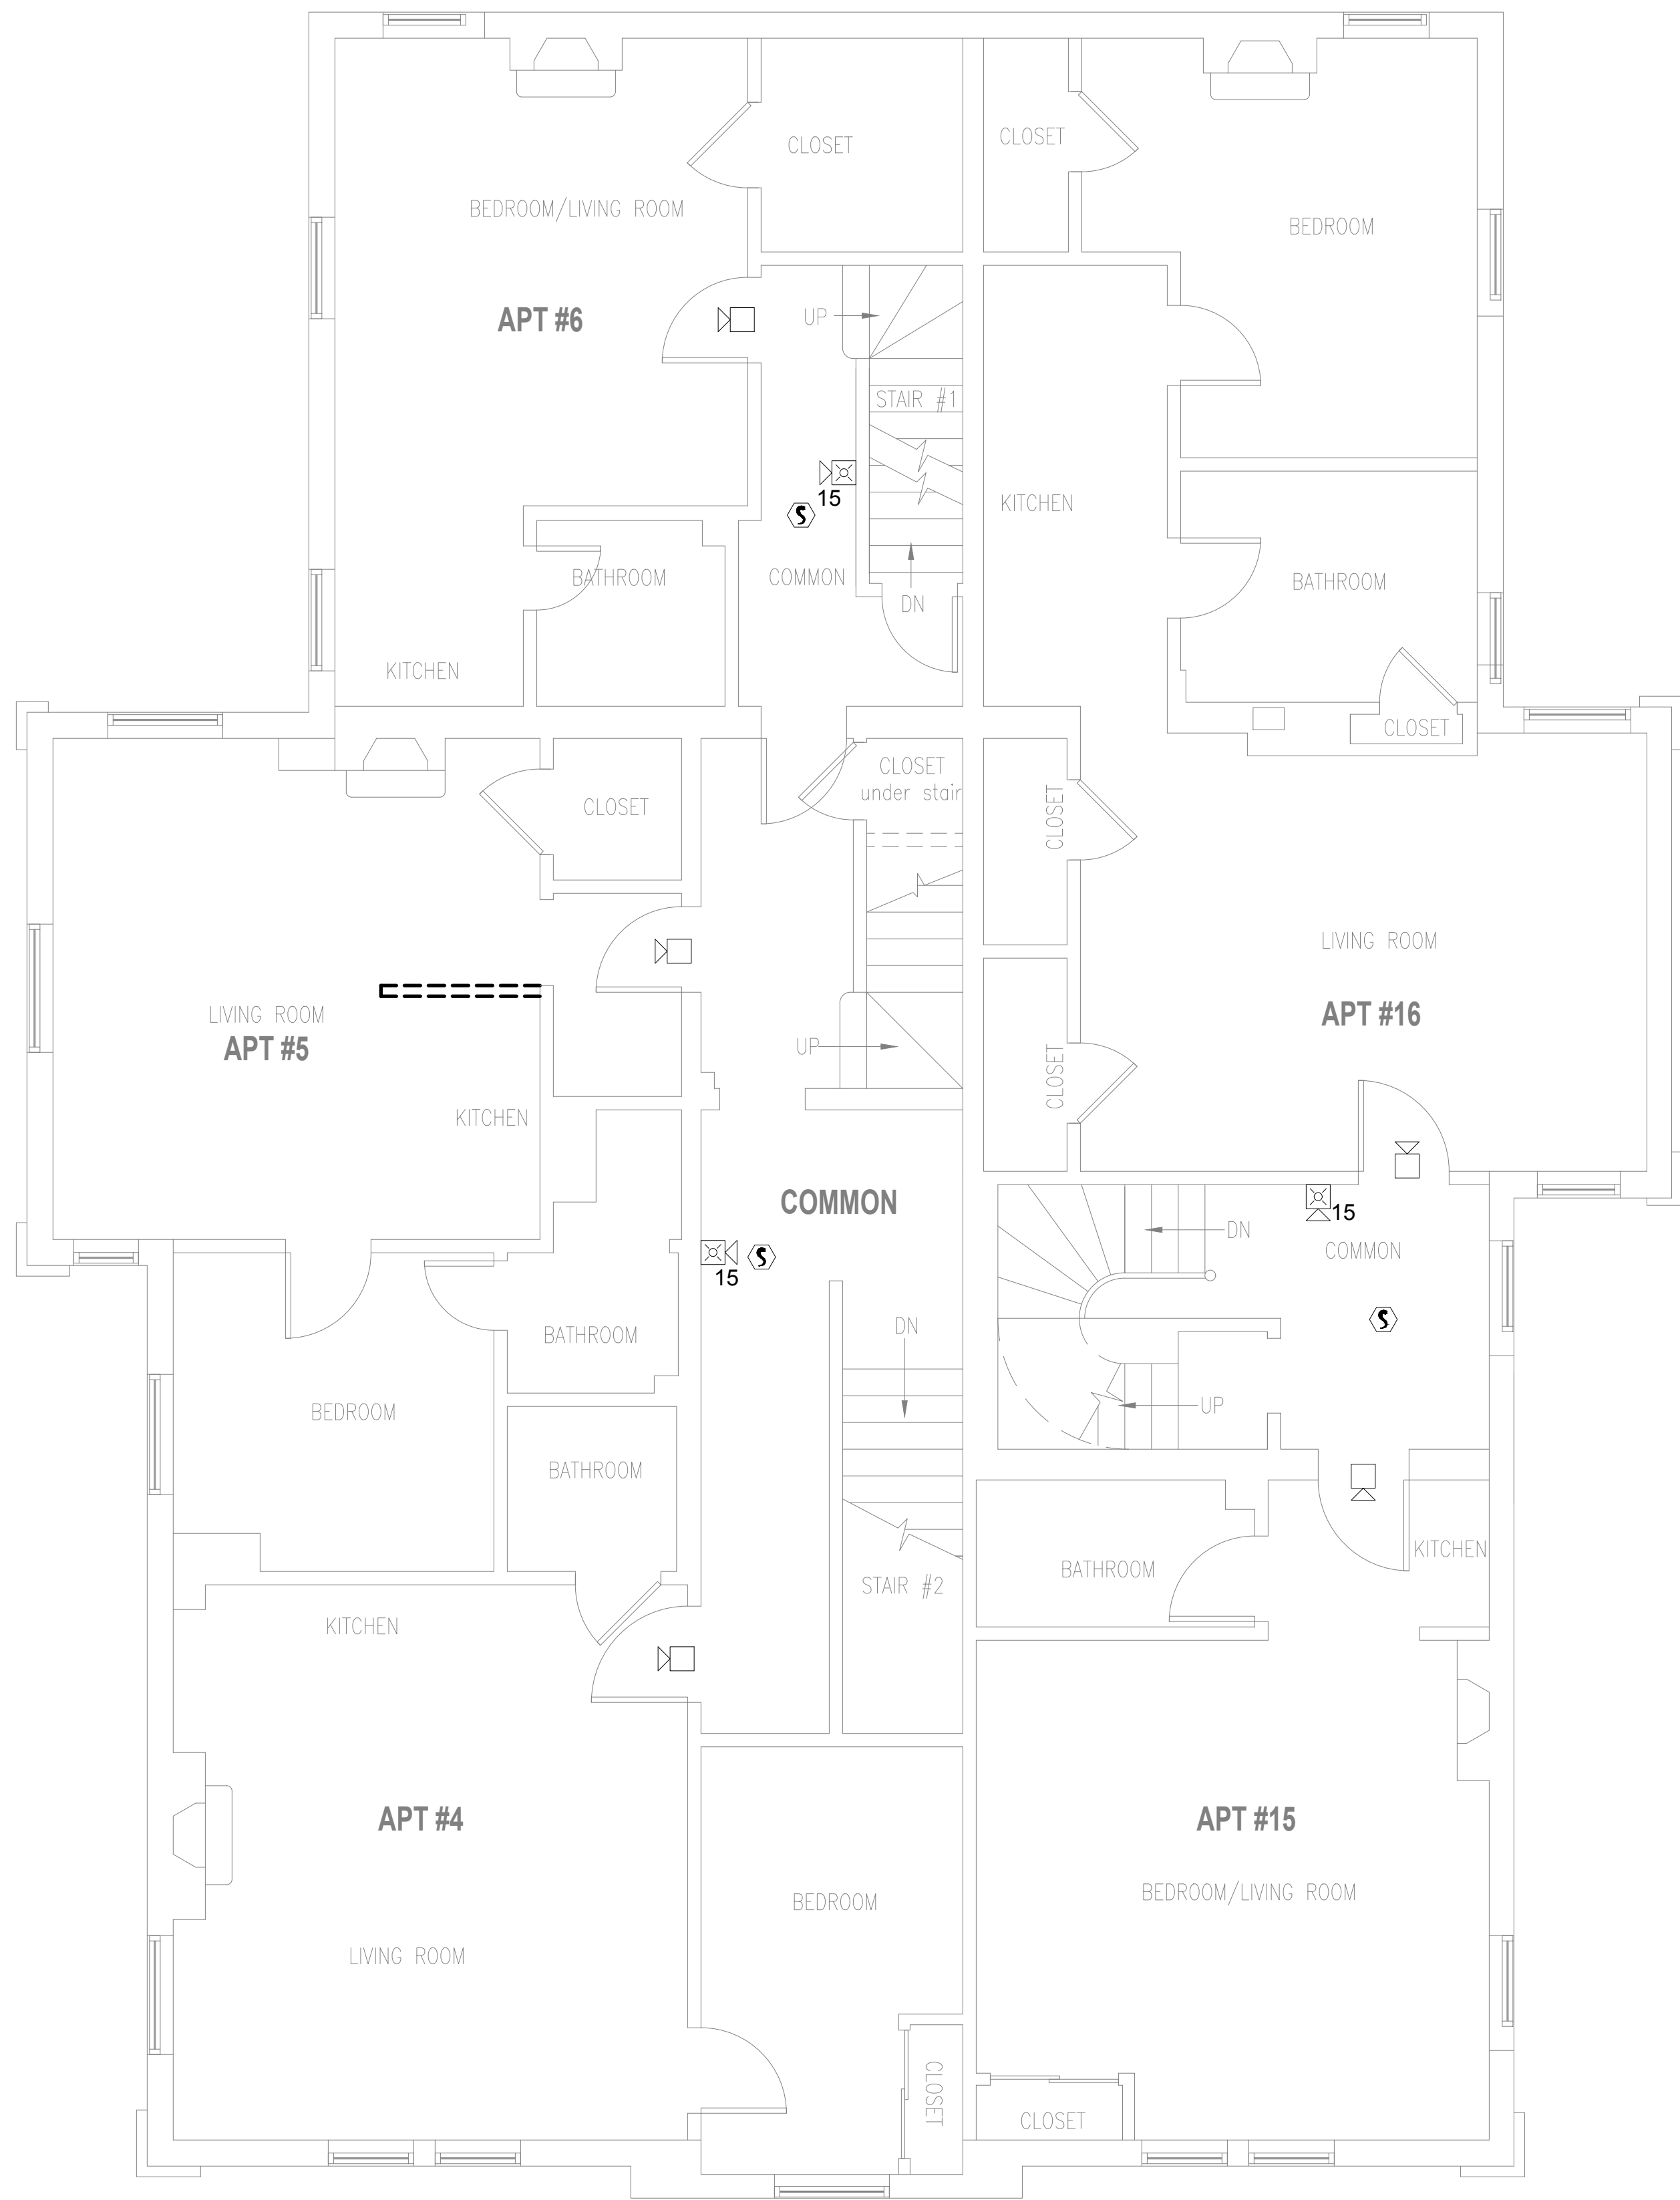 CLOSET
CLOSET
BEDROOM/LIVING ROOM
BEDROOM
APT #6
UP
STAIR #1
15
S
KITCHEN
COMMON
BATHROOM
BATHROOM
DN
KITCHEN
CLOSET
CLOSET
under stair
CLOSET
CLOSET
LIVING ROOM
APT #16
LIVING ROOM
APT #5
UP
CLOSET
KITCHEN
COMMON
15
DN
COMMON
15
S
S
DN
BATHROOM
UP
BEDROOM
BATHROOM
KITCHEN
BATHROOM
STAIR #2
KITCHEN
APT #4
APT #15
BEDROOM/LIVING ROOM
BEDROOM
LIVING ROOM
CLOSET
CLOSET